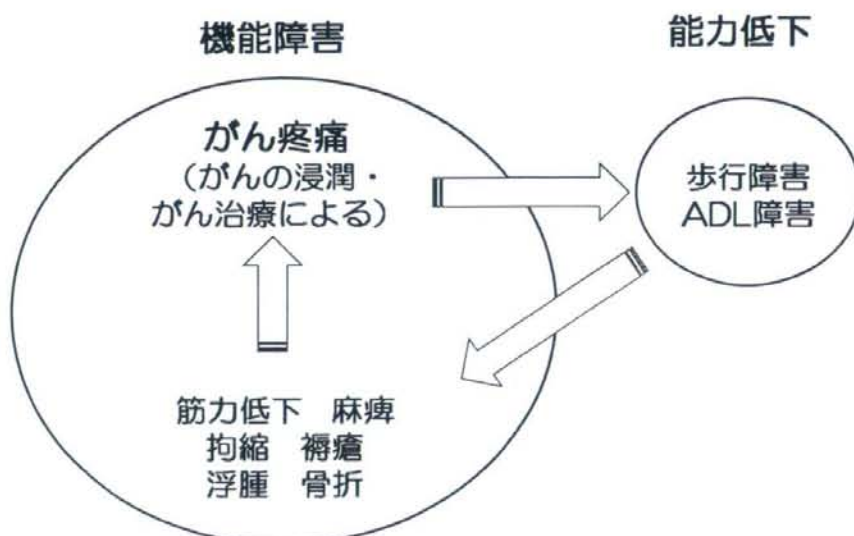 機能障害
能力低下
がん疼痛
（がんの浸潤・
がん治療による）
歩行障害
ADL障害
筋力低下　麻痺
拘縮　褥瘡
浮腫　骨折